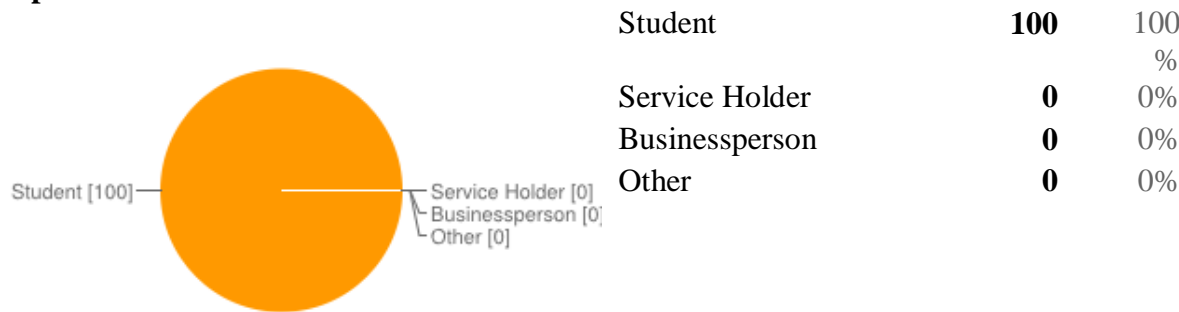 Student 100 100
%
Service Holder 0 0%
Businessperson 0 0%
Other 0 0%
Student [100]
Service Holder [0]
Businessperson [0]
Other [0]